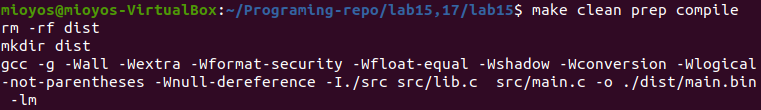 mioyos@mioyos-VirtualBox:~/Programing-repo/lab15,17/lab15$ make clean prep compile
rm -rf dist
mkdir dist
gcc -g -Wall -Wextra -Wformat-security -Wfloat-equal -Wshadow -Wconversion -Wlogical
-not-parentheses -Wnull-dereference -I./src src/lib.c  src/main.c -o ./dist/main.bin
 -lm